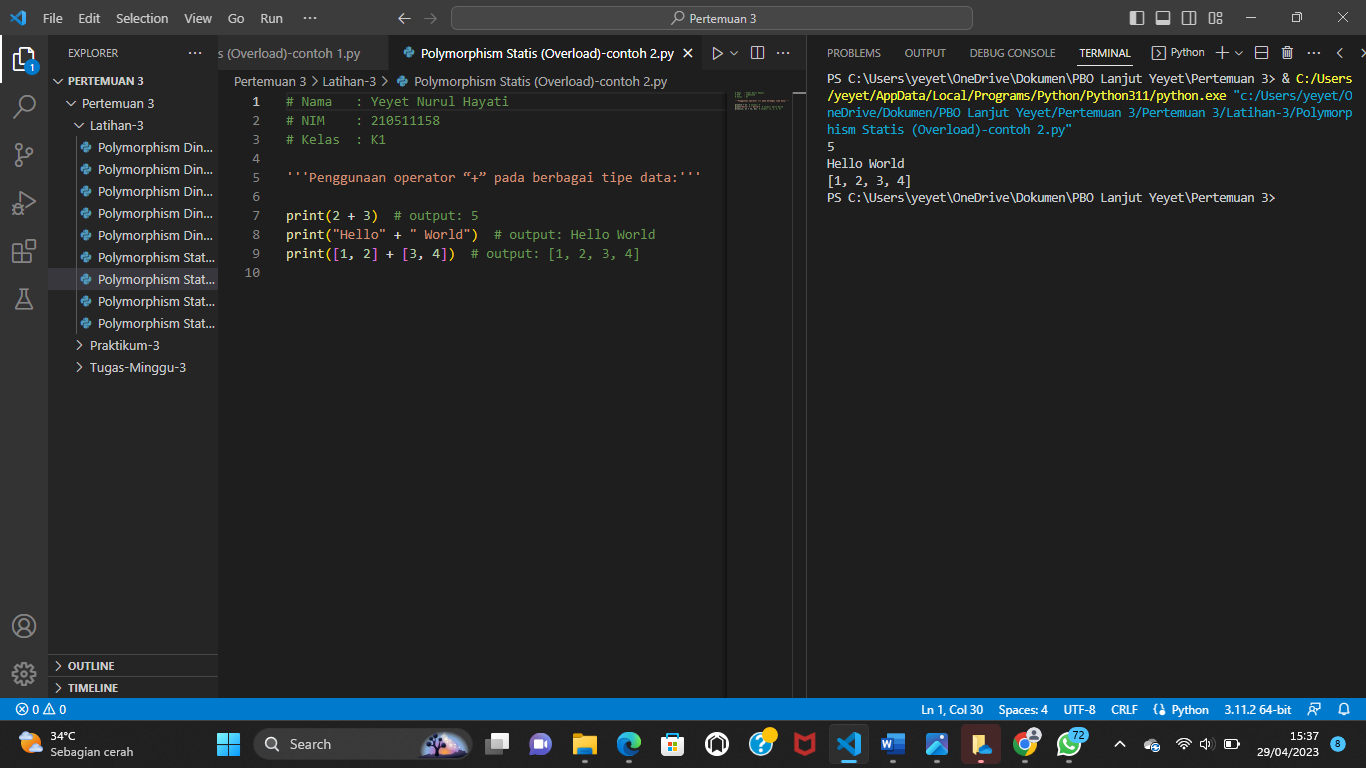 File Edit Selection View Go Run ···
Pertemuan 3
EXPLORER ···
1
PERTEMUAN 3
Pertemuan 3
Latihan-3
Polymorphism Din...
Polymorphism Din...
Polymorphism Din...
Polymorphism Din...
Polymorphism Din...
Polymorphism Stat...
Polymorphism Stat...
Polymorphism Stat...
Polymorphism Stat...
Praktikum-3
Tugas-Minggu-3
OUTLINE
TIMELINE
s (Overload)-contoh 1.py
Polymorphism Statis (Overload)-contoh 2.py
Pertemuan 3 > Latihan-3 > Polymorphism Statis (Overload)-contoh 2.py
1 # Nama   : Yeyet Nurul Hayati
2 # NIM    : 210511158
3 # Kelas  : K1
4
5 '''Penggunaan operator “+” pada berbagai tipe data:'''
6
7 print(2 + 3)  # output: 5
8 print("Hello" + " World")  # output: Hello World
9 print([1, 2] + [3, 4])  # output: [1, 2, 3, 4]
10
PROBLEMS OUTPUT DEBUG CONSOLE TERMINAL Python ···
PS C:\Users\yeyet\OneDrive\Dokumen\PBO Lanjut Yeyet\Pertemuan 3> & C:/Users
/yeyet/AppData/Local/Programs/Python/Python311/python.exe "c:/Users/yeyet/O
neDrive/Dokumen/PBO Lanjut Yeyet/Pertemuan 3/Pertemuan 3/Latihan-3/Polymorp
hism Statis (Overload)-contoh 2.py"
5
Hello World
[1, 2, 3, 4]
PS C:\Users\yeyet\OneDrive\Dokumen\PBO Lanjut Yeyet\Pertemuan 3>
0 0
Ln 1, Col 30 Spaces: 4 UTF-8 CRLF Python 3.11.2 64-bit
34°C
Sebagian cerah
Search
72
15:37
29/04/2023
8